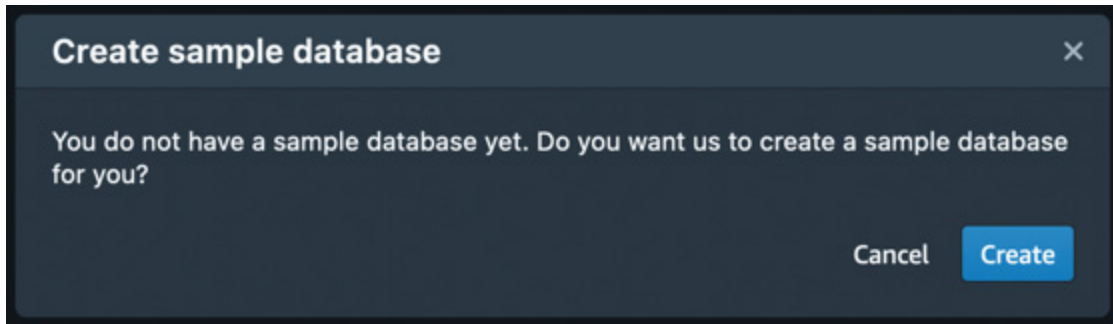 Create sample database
You do not have a sample database yet. Do you want us to create a sample database
for you?
Cancel
Create